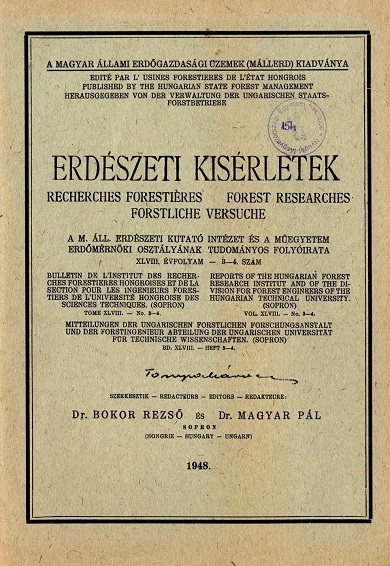 A MAGYAR ÁLLAMI ERDŐGAZDASÁGI ÜZEMEK (MÁLLERD) KIADVÁNYA
EDITÉ PAR L' USINES FORESTIERES DE L'ÉTAT HONGROIS
PUBLISHED BY THE HUNGARIAN STATE FOREST MANAGEMENT
HERAUSGEGEBEN VON DER VERWALTUNG DER UNGARISCHEN STAATS-
FORSTBETRIEBE
ERDÉSZETI KISÉRLETEK
RECHERCHES FORESTIÈRES FOREST RESEARCHES
FORSTLICHE VERSUCHE
A M. ÁLL. ERDÉSZETI KUTATÓ INTÉZET ÉS A MŰEGYETEM
ERDŐMÉRNÖKI OSZTÁLYÁNAK TUDOMÁNYOS FOLYÓIRATA
XLVIII. ÉVFOLYAM — 3—4. SZÁM
BULLETIN DE L'INSTITUT DES RECHER-
CHES FORESTIERES HONGROISES ET DE LA
SECTION POUR LES INGENIEURS FORES-
TIERS DE L'UNIVERSITÉ HONGROISE DES
SCIENCES TECHNIQUES. (SOPRON)
TOME XLVIII. — No. 3—4.
REPORTS OF THE HUNGARIAN FOREST
RESEARCH INSTITUT AND OF THE DI-
VISION FOR FOREST ENGINEERS OF THE
HUNGARIAN TECHNICAL UNIVERSITY.
(SOPRON)
VOL. XLVIII. — No. 3—4.
MITTEILUNGEN DER UNGARISCHEN FORSTLICHEN FORSCHUNGSANSTALT
UND DER FORSTINGENIEUR ABTEILUNG DER UNGARISCHEN UNIVERSITÄT
FÜR TECHNISCHE WISSENSCHAFTEN. (SOPRON)
BD. XLVIII. — HEFT 3—4.
SZERKESZTIK — REDACTEURS — EDITORS — REDAKTEURE:
Dr. BOKOR REZSŐ ÉS Dr. MAGYAR PÁL
SOPRON
(HONGRIE — HUNGARY — UNGARN)
1948.